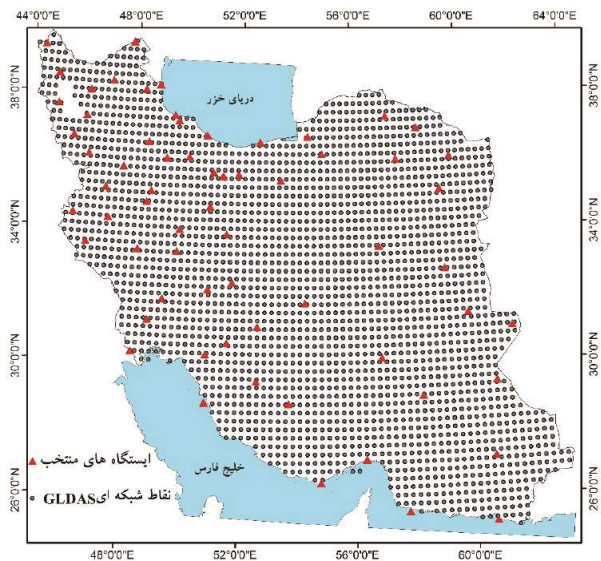 44°0'0"E 48°0'0"E 52°0'0"E 56°0'0"E 60°0'0"E 64°0'0"E
38°0'0"N 38°0'0"N
دریای خزر
34°0'0"N 34°0'0"N
30°0'0"N 30°0'0"N
ایستگاه های منتخب
خلیج فارس
نقاط شبکه ای GLDAS
26°0'0"N 26°0'0"N
48°0'0"E 52°0'0"E 56°0'0"E 60°0'0"E